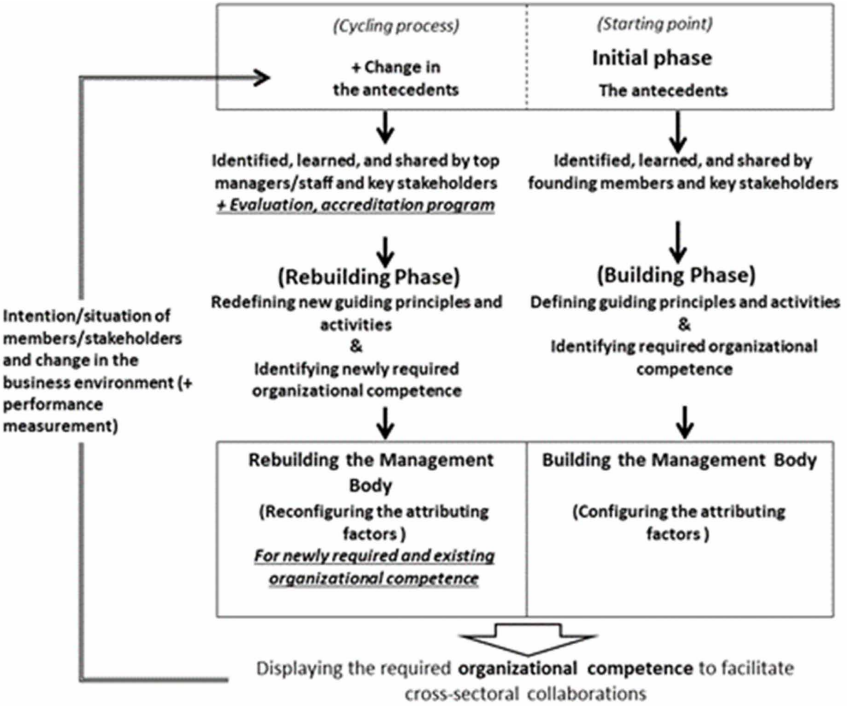 (Cycling process)
+ Change in
the antecedents
(Starting point)
Initial phase
The antecedents
Identified, learned, and shared by top
managers/staff and key stakeholders
+ Evaluation, accreditation program
Identified, learned, and shared by
founding members and key stakeholders
(Rebuilding Phase)
Redefining new guiding principles and
activities
&
Identifying newly required
organizational competence
(Building Phase)
Defining guiding principles and activities
&
Identifying required organizational
competence
Intention/situation of
members/stakeholders
and change in the
business environment (+
performance
measurement)
Rebuilding the Management
Body
(Reconfiguring the attributing
factors )
For newly required and existing
organizational competence
Building the Management Body
(Configuring the attributing
factors )
Displaying the required organizational competence to facilitate
cross-sectoral collaborations